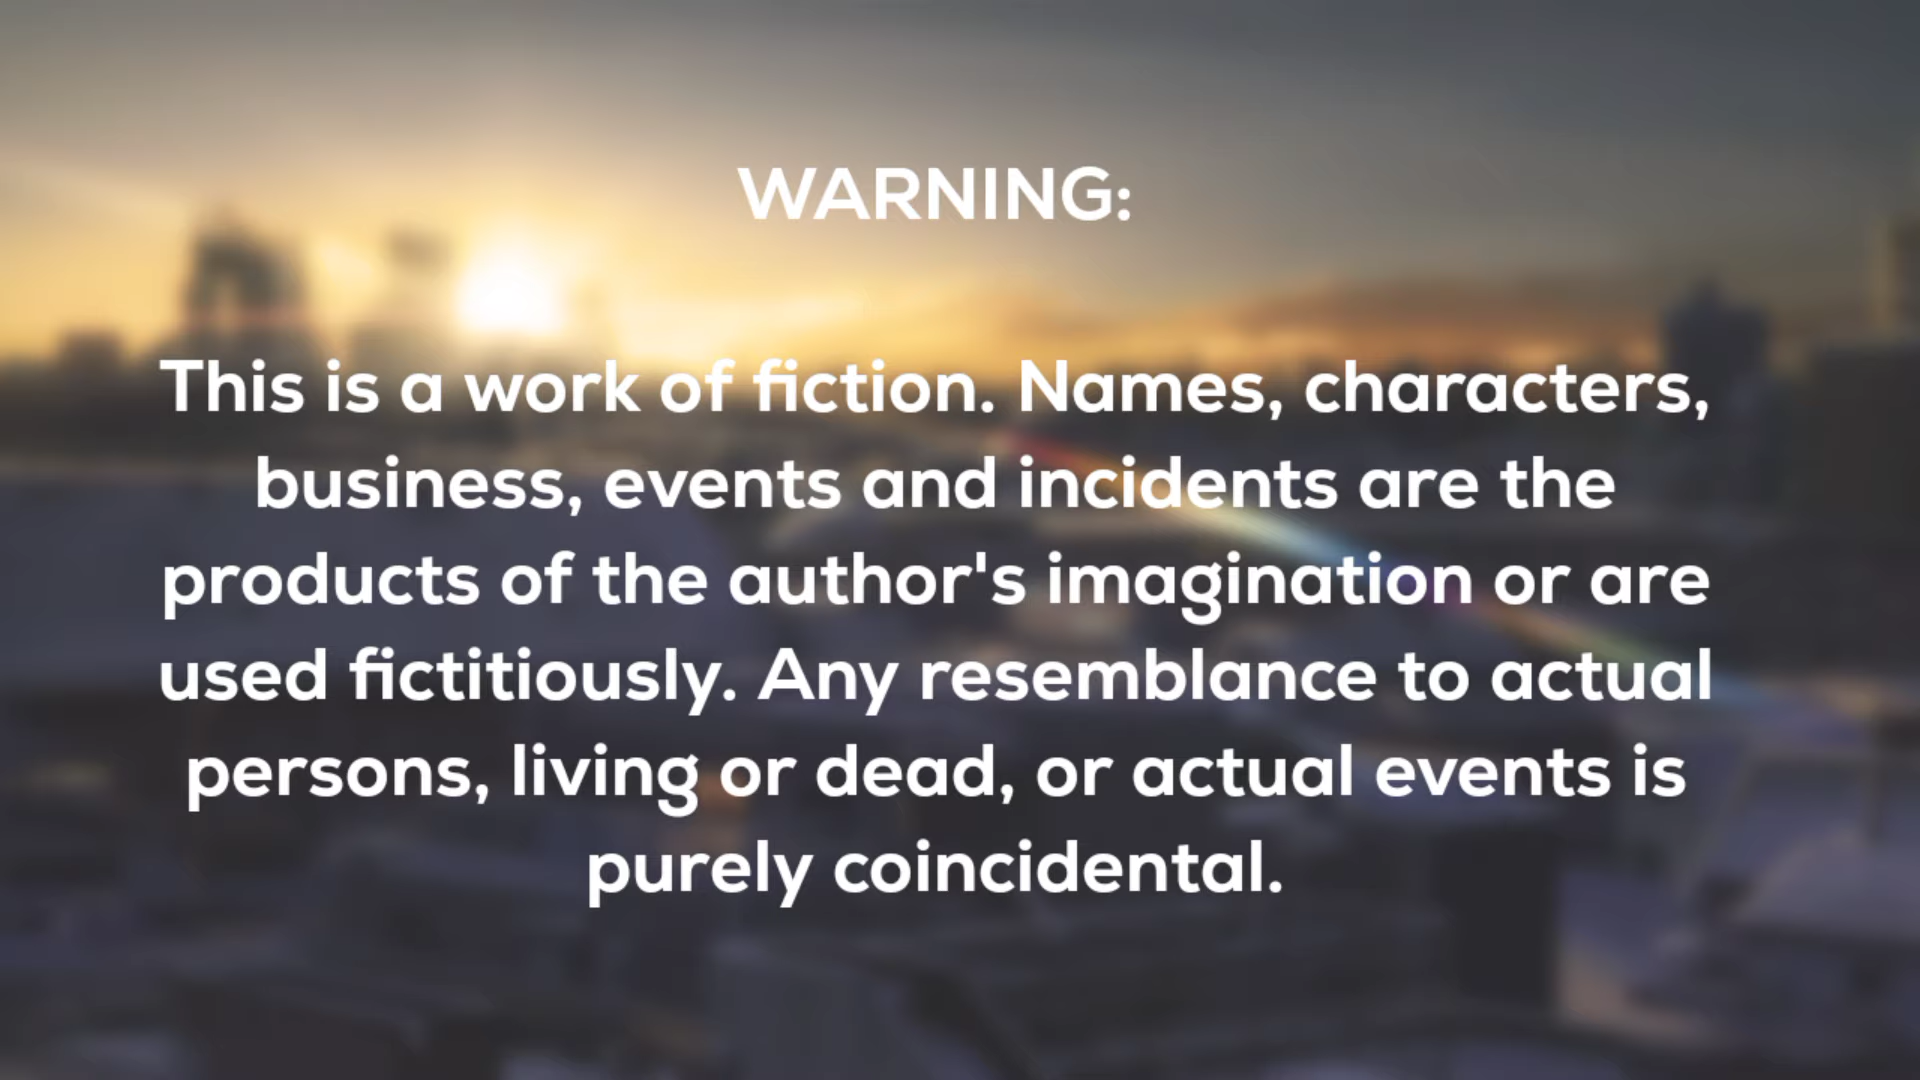 WARNING:
This is a work of fiction. Names, characters,
business, events and incidents are the
products of the author's imagination or are
used fictitiously. Any resemblance to actual
persons, living or dead, or actual events is
purely coincidental.